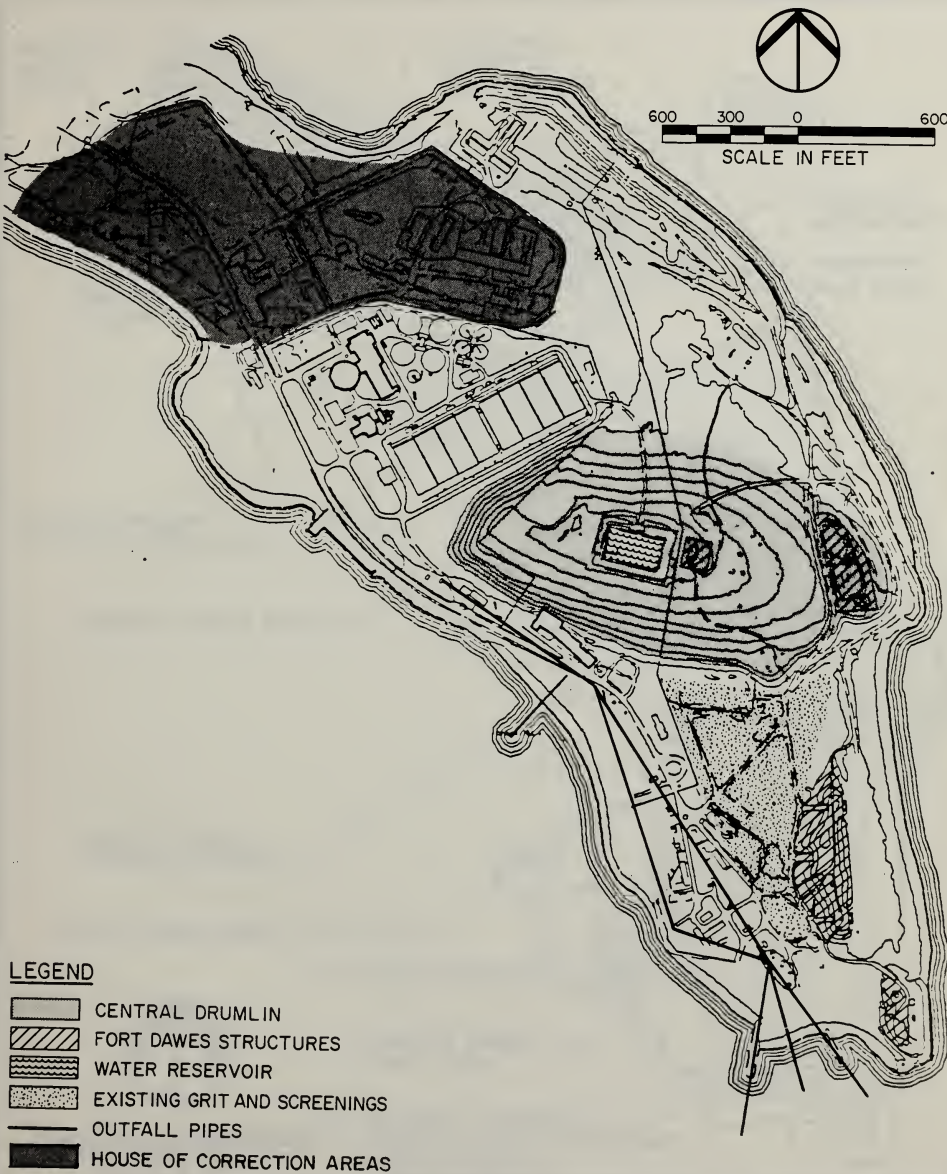 600 300 0 600
SCALE IN FEET
LEGEND
CENTRAL DRUMLIN
FORT DAWES STRUCTURES
WATER RESERVOIR
EXISTING GRIT AND SCREENINGS
OUTFALL PIPES
HOUSE OF CORRECTION AREAS